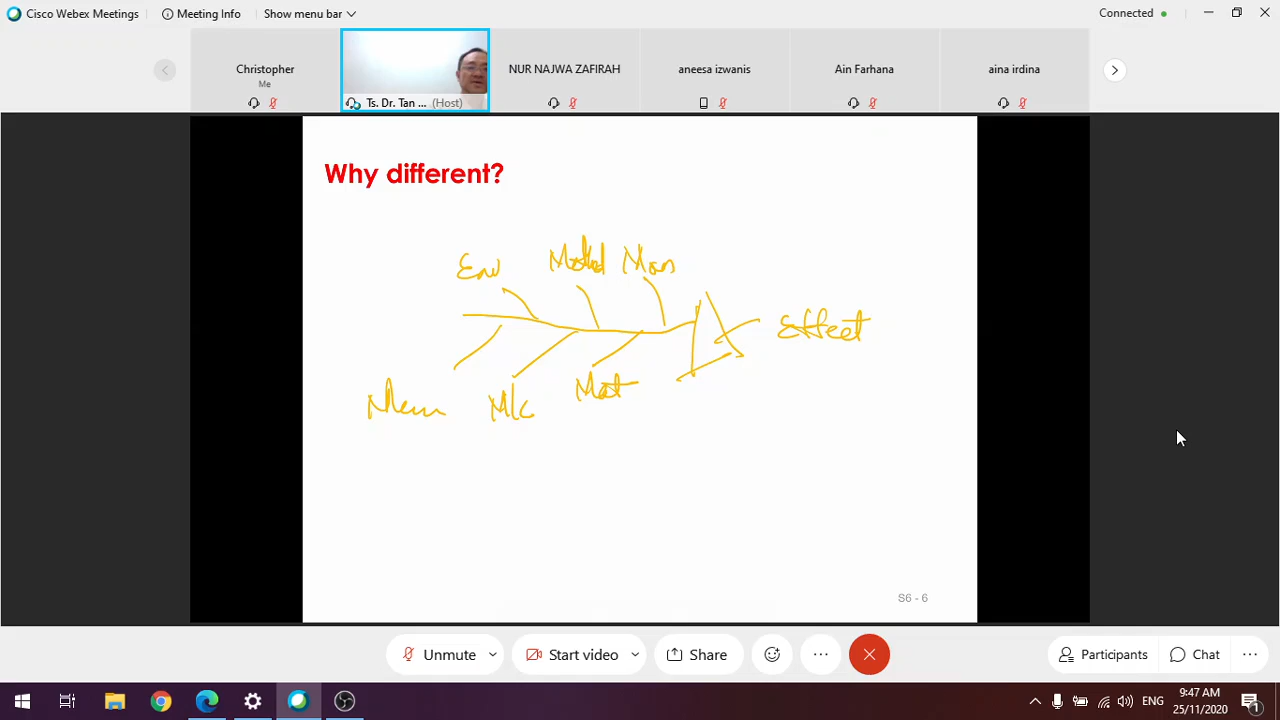 Cisco Webex Meetings
Meeting Info
Show menu bar
Connected
Christopher
Me
Ts. Dr. Tan ... (Host)
NUR NAJWA ZAFIRAH
aneesa izwanis
Ain Farhana
aina irdina
Why different?
Env Method Man
Effect
M/c Mat
S6 - 6
Unmute
Start video
Share
Participants
Chat
ENG
9:47 AM
25/11/2020
1